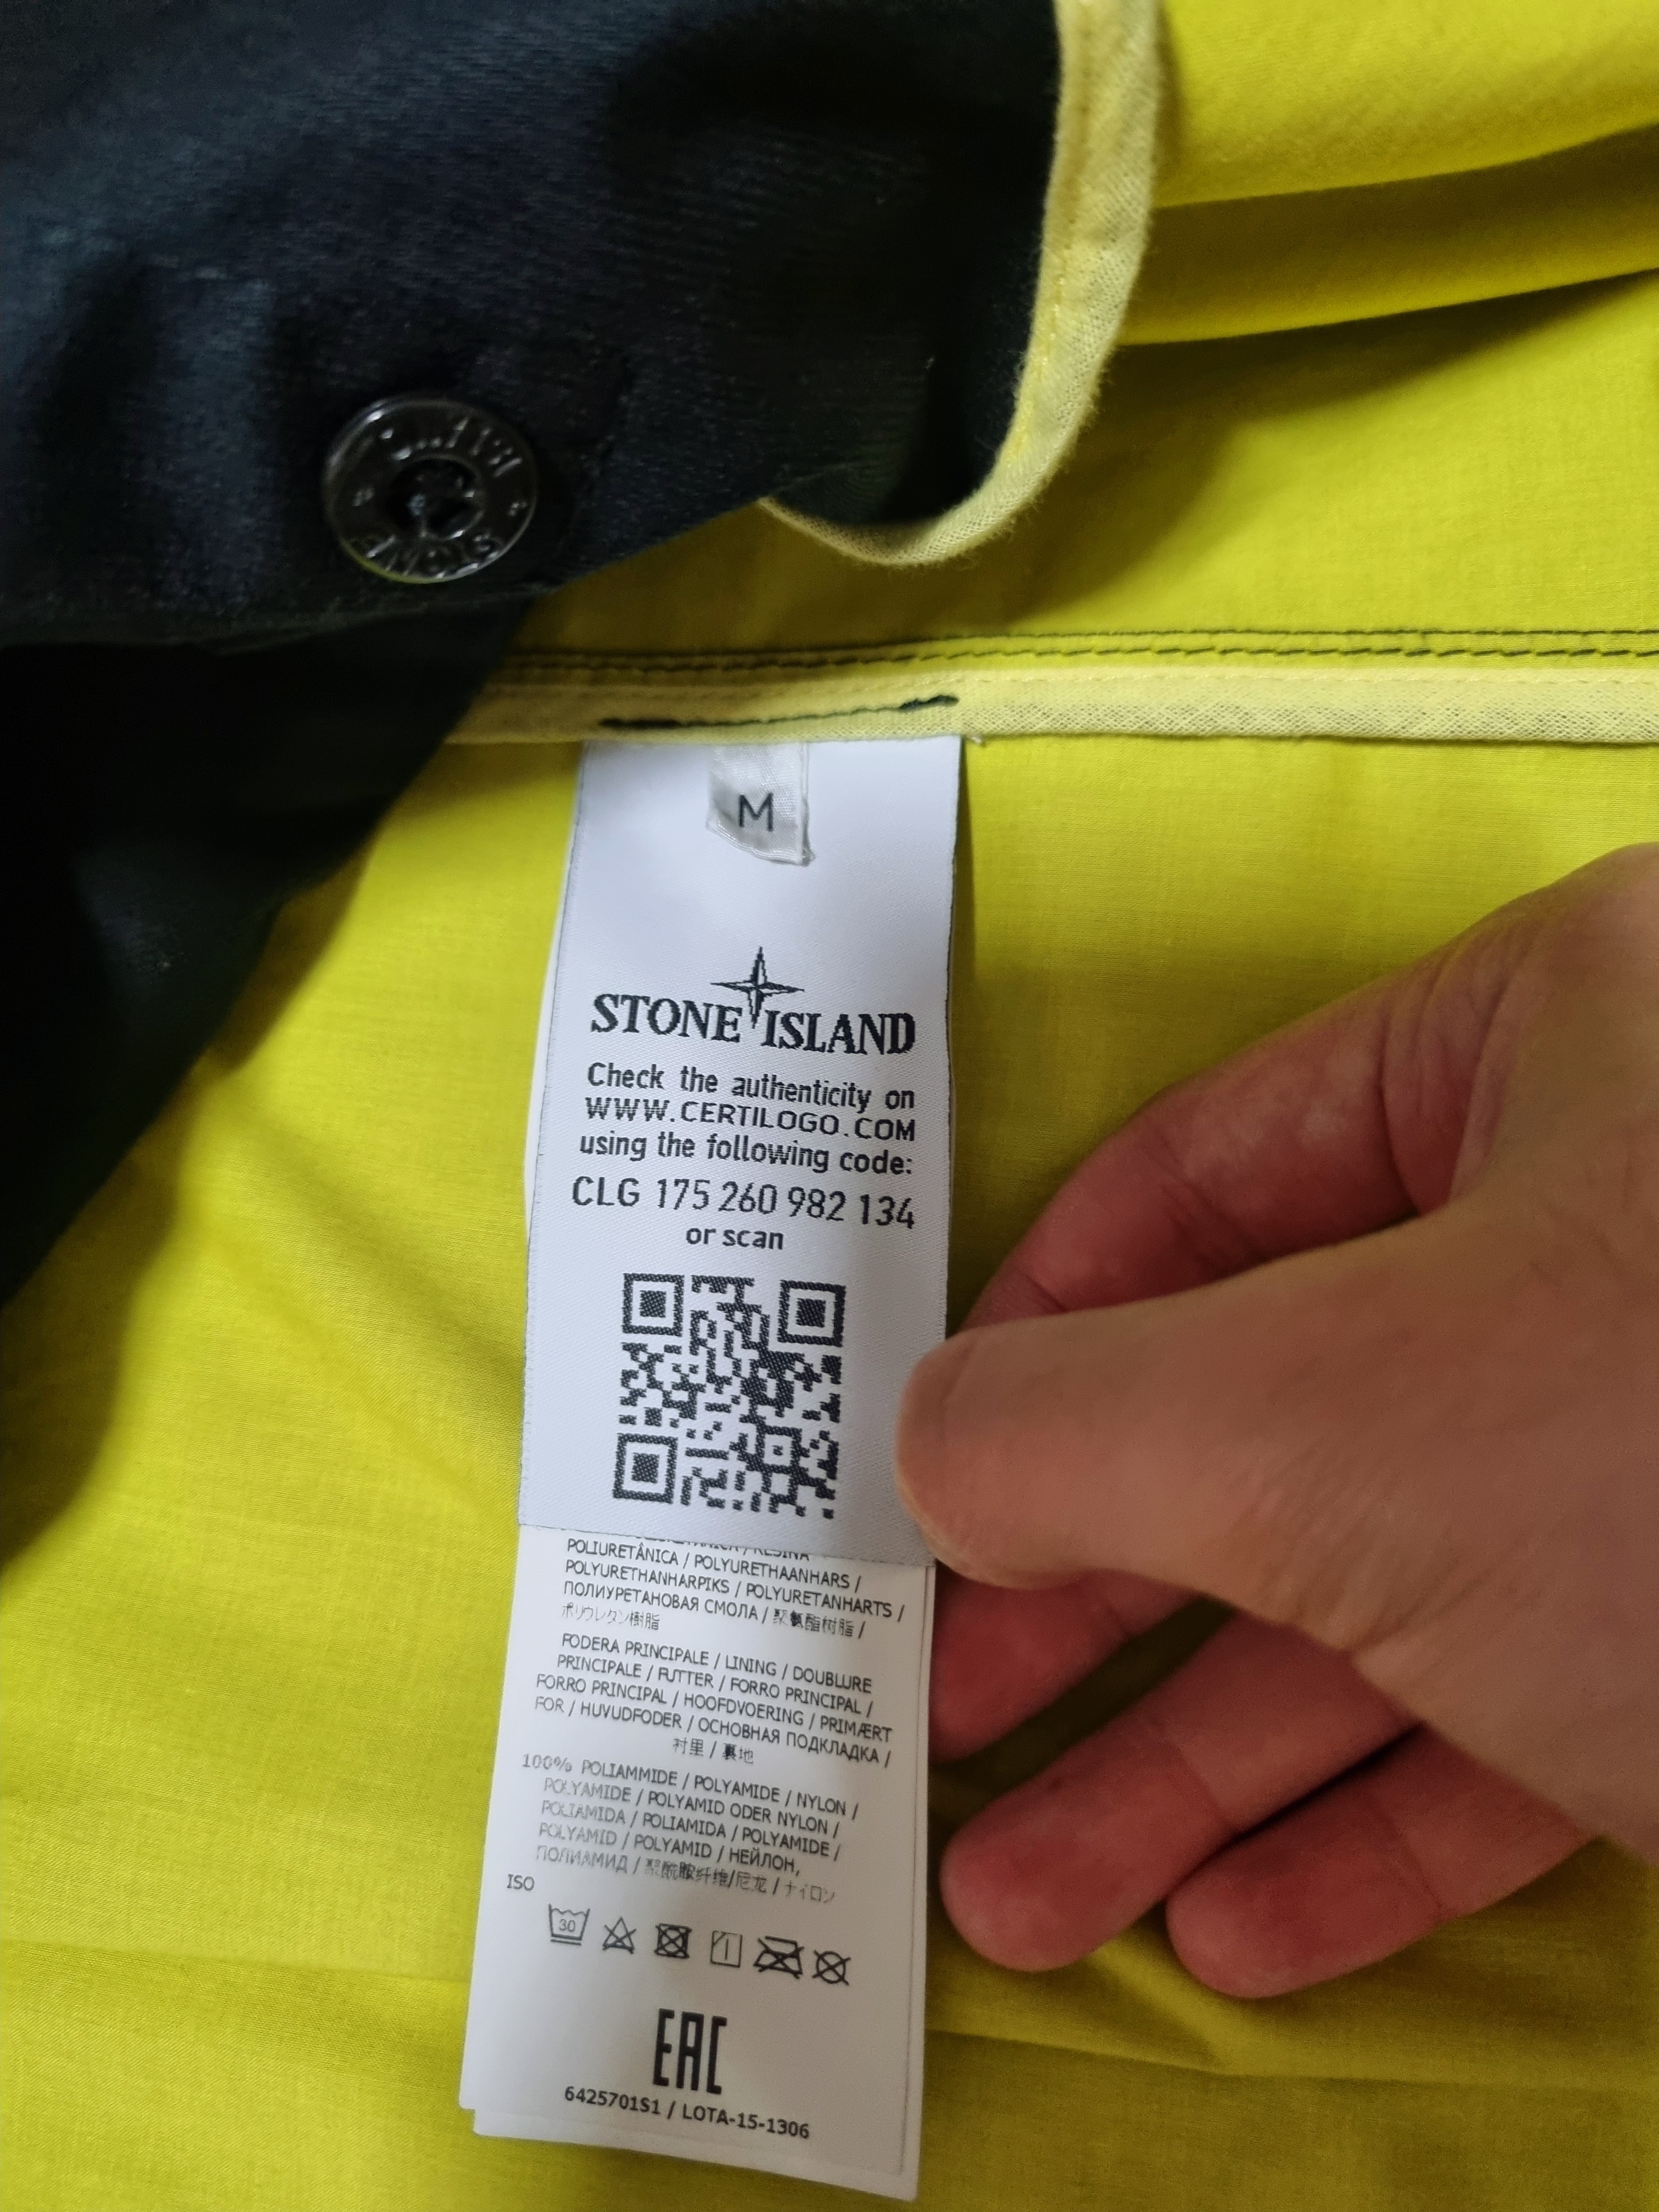 M
STONE ISLAND
Check the authenticity on
WWW.CERTILOGO.COM
using the following code:
CLG 175 260 982 134
or scan
POLIURETÂNICA / POLYURETHAANHARS /
POLYURETHANHARPIKS / POLYURETANHARTS /
ПОЛИУРЕТАНОВАЯ СМОЛА / 聚氨酯树脂 /
ポリウレタン樹脂
FODERA PRINCIPALE / LINING / DOUBLURE
PRINCIPALE / FUTTER / FORRO PRINCIPAL /
FORRO PRINCIPAL / HOOFDVOERING / PRIMÆRT
FOR / HUVUDFODER / ОСНОВНАЯ ПОДКЛАДКА /
衬里 / 裏地
100% POLIAMMIDE / POLYAMIDE / NYLON /
POLYAMIDE / POLYAMID ODER NYLON /
POLIAMIDA / POLIAMIDA / POLYAMIDE /
POLYAMID / POLYAMID / НЕЙЛОН,
ПОЛИАМИД / 聚酰胺纤维/尼龙 / ナイロン
ISO
30
EAC
6425701S1 / LOTA-15-1306